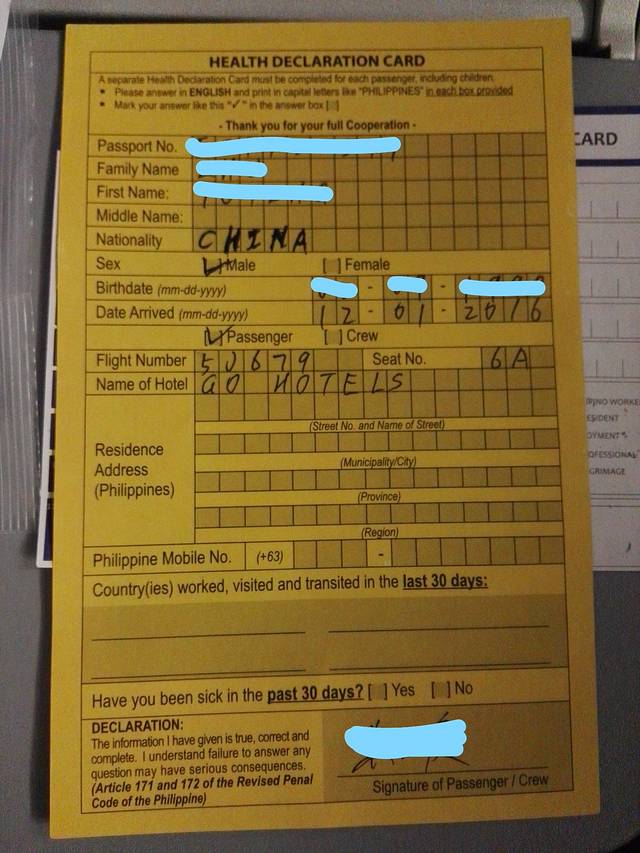 HEALTH DECLARATION CARD
A separate Health Declaration Card must be completed for each passenger, including children.
• Please answer in ENGLISH and print in capital letters like "PHILIPPINES" in each box provided
• Mark your answer like this "✓" in the answer box [ ]
- Thank you for your full Cooperation -
Passport No.
Family Name
First Name:
Middle Name:
Nationality CHINA
Sex [✓] Male [ ] Female
Birthdate (mm-dd-yyyy) - -
Date Arrived (mm-dd-yyyy) 12 - 01 - 2016
[✓] Passenger [ ] Crew
Flight Number 5J679 Seat No. 6A
Name of Hotel GO HOTELS
Residence Address (Philippines)
(Street No. and Name of Street)
(Municipality/City)
(Province)
(Region)
Philippine Mobile No. (+63) -
Country(ies) worked, visited and transited in the last 30 days:
Have you been sick in the past 30 days? [ ] Yes [ ] No
DECLARATION:
The information I have given is true, correct and
complete. I understand failure to answer any
question may have serious consequences.
(Article 171 and 172 of the Revised Penal
Code of the Philippine)
Signature of Passenger / Crew
CARD
WORKE
ESIDENT
OYMENT
OFESSIONAL
GRIMAGE